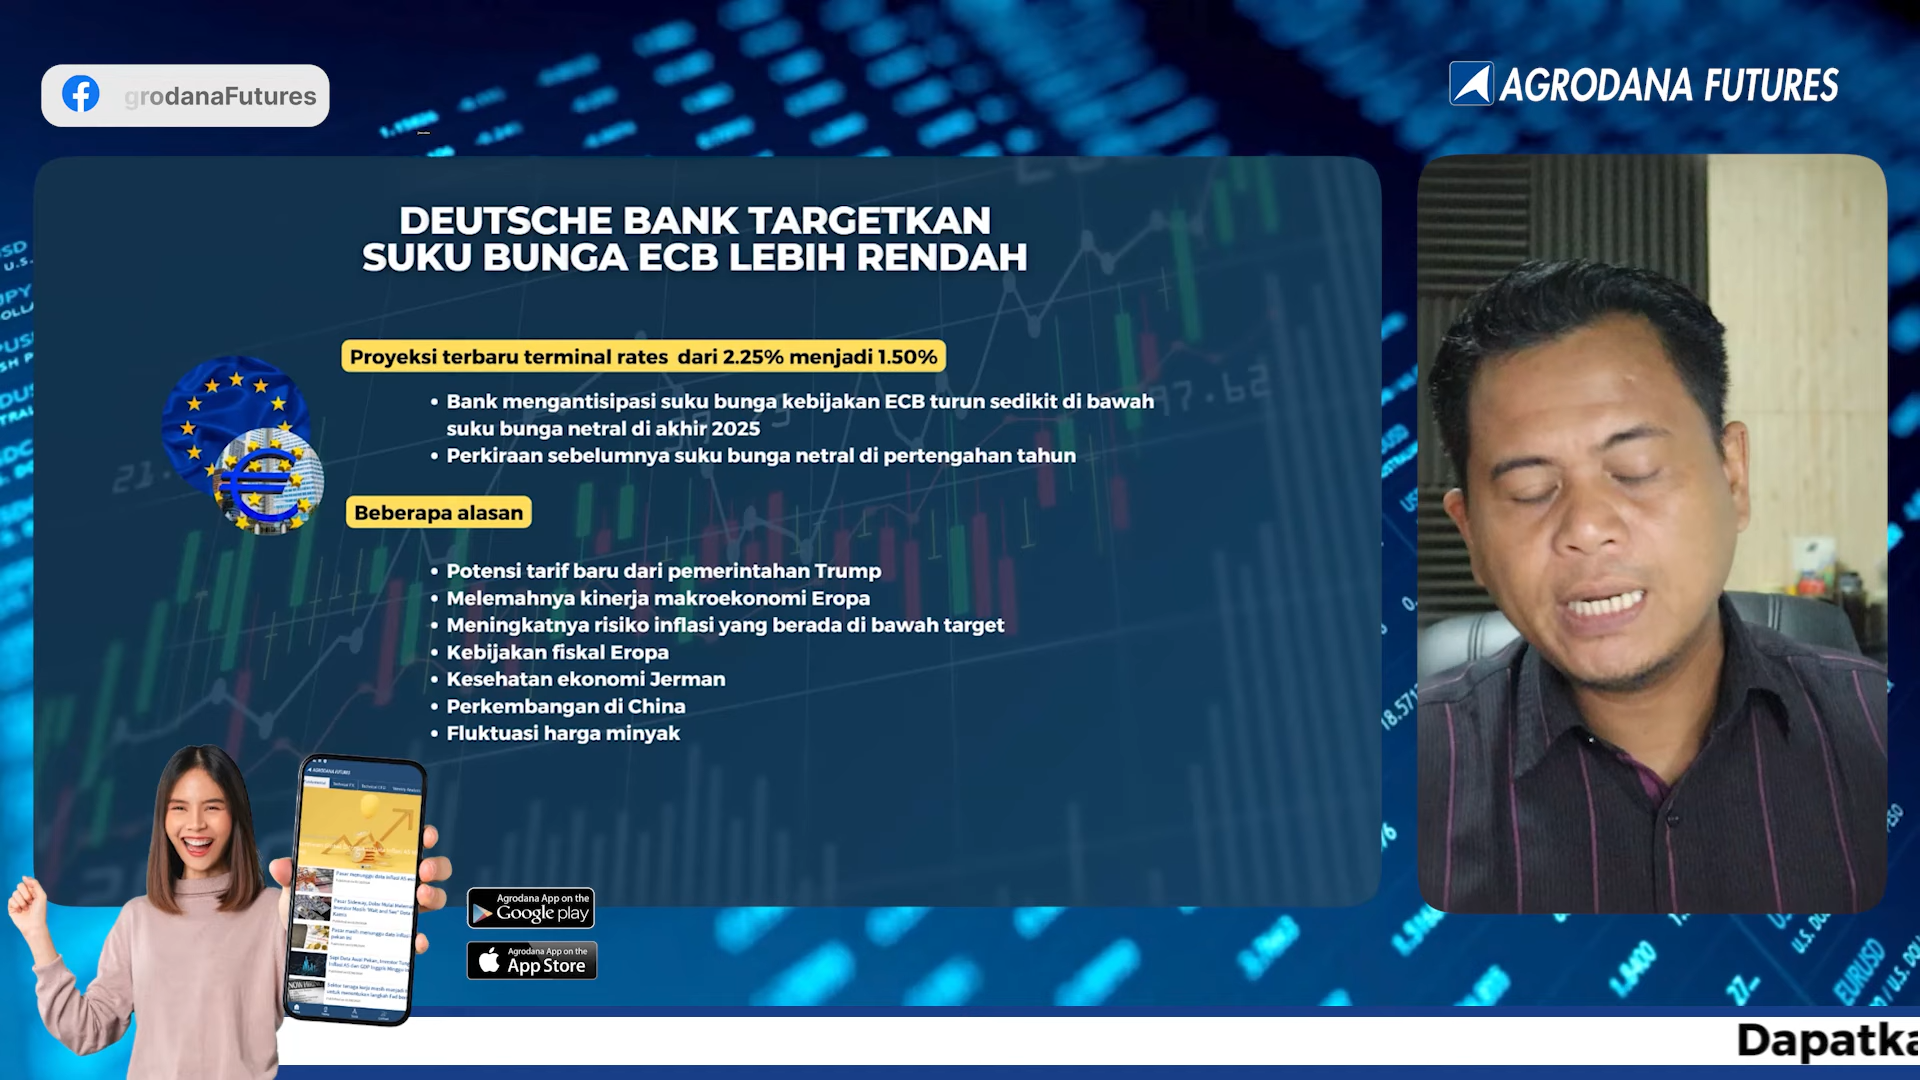 grodanaFutures
AGRODANA FUTURES
DEUTSCHE BANK TARGETKAN
SUKU BUNGA ECB LEBIH RENDAH
Proyeksi terbaru terminal rates dari 2.25% menjadi 1.50%
• Bank mengantisipasi suku bunga kebijakan ECB turun sedikit di bawah
suku bunga netral di akhir 2025
• Perkiraan sebelumnya suku bunga netral di pertengahan tahun
Beberapa alasan
• Potensi tarif baru dari pemerintahan Trump
• Melemahnya kinerja makroekonomi Eropa
• Meningkatnya risiko inflasi yang berada di bawah target
• Kebijakan fiskal Eropa
• Kesehatan ekonomi Jerman
• Perkembangan di China
• Fluktuasi harga minyak
Agrodana App on the
Google play
Agrodana App on the
App Store
Dapatka